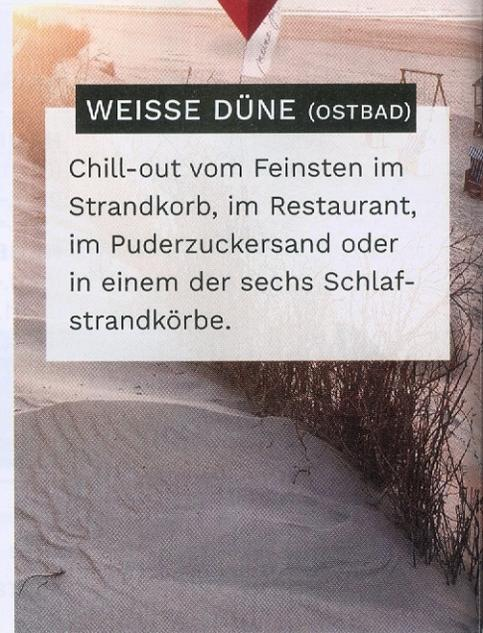 WEISSE DÜNE (OSTBAD)
Chill-out vom Feinsten im
Strandkorb, im Restaurant,
im Puderzuckersand oder
in einem der sechs Schlaf-
strandkörbe.